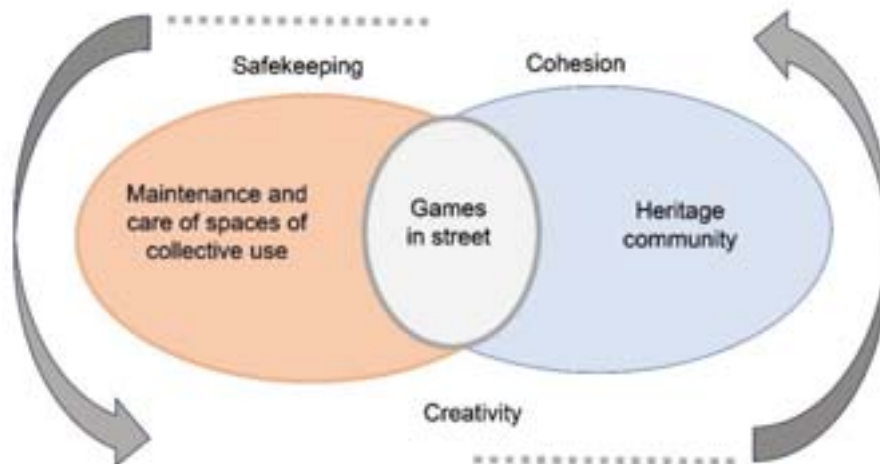 Safekeeping
Cohesion
Maintenance and
care of spaces of
collective use
Games
in street
Heritage
community
Creativity